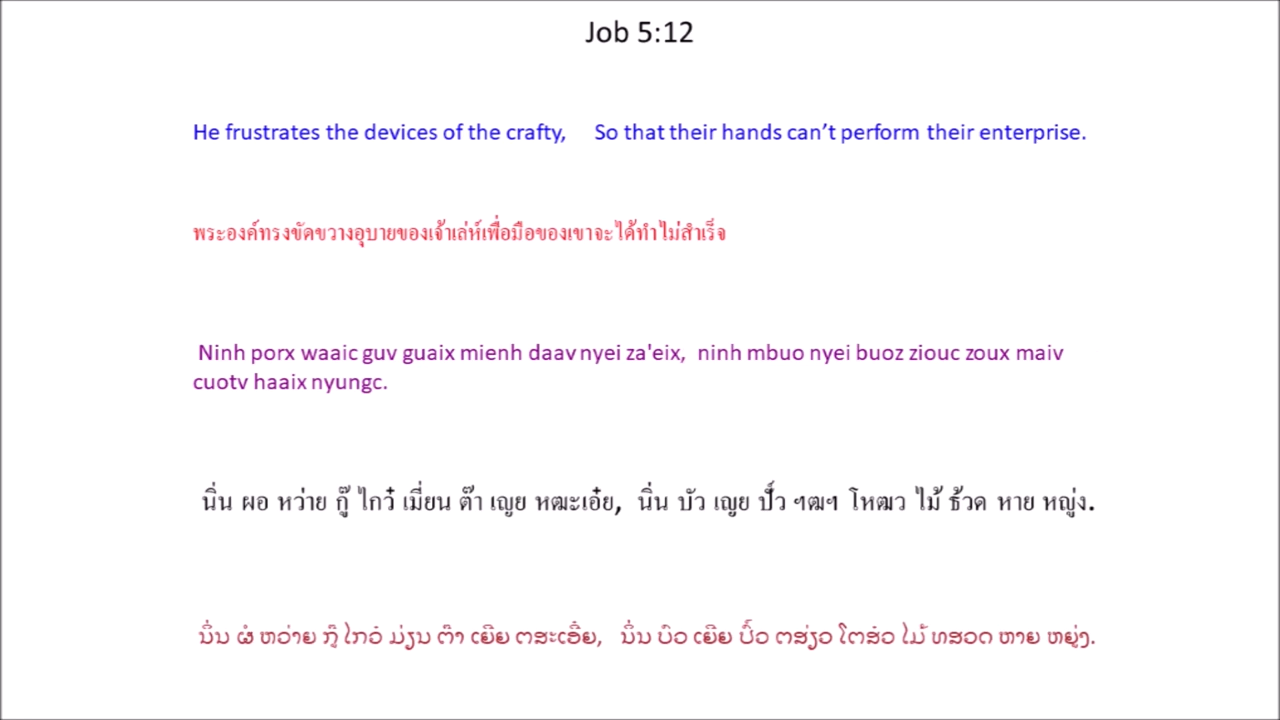 Job 5:12
He frustrates the devices of the crafty, So that their hands can’t perform their enterprise.
พระองค์ทรงขัดขวางอุบายของเจ้าเล่ห์เพื่อมือของเขาจะได้ทำไม่สำเร็จ
Ninh porx waaic guv guaix mienh daav nyei za'eix, ninh mbuo nyei buoz ziouc zoux maiv
cuotv haaix nyungc.
นิ่น ผอ หว่าย กู๊ ไกว๋ เมี่ยน ต๊า เญย หฒะเอ๋ย, นิ่น บัว เญย ปั์ว ฯฒฯ โหฒว ไม้ ธ้วด หาย หญู่ง.
ນິ່ນ ຜໍ ຫວ່າຍ ກູ໊ ໄກວ໋ ມ່ຽນ ຕ໊າ ເຍີຍ ຕສະເອີ໋ຍ, ນິ່ນ ບົວ ເຍີຍ ປົ໌ວ ຕສ່ຽວ ໂຕສ໋ວ ໄມ້ ທສວດ ຫາຍ ຫຍູ່ງ.